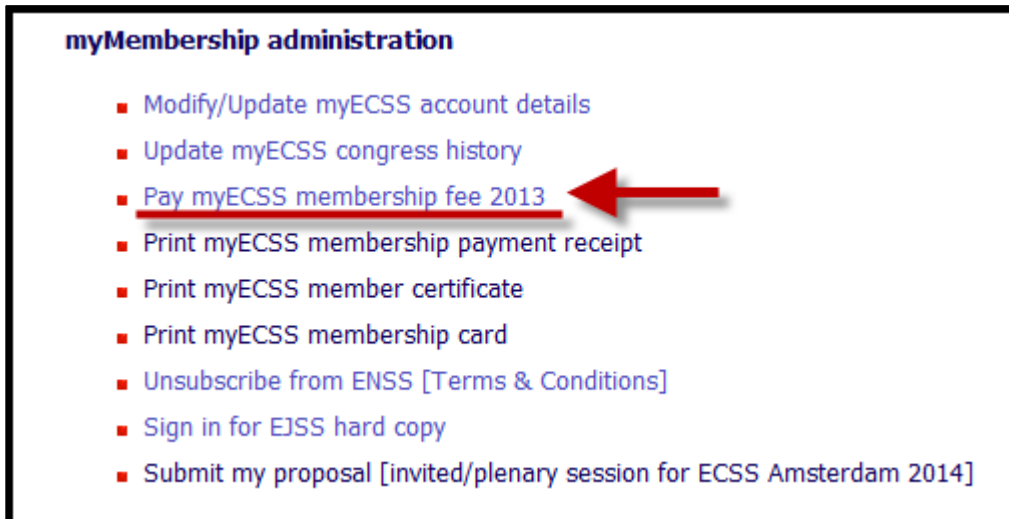 myMembership administration
Modify/Update myECSS account details
Update myECSS congress history
Pay myECSS membership fee 2013
Print myECSS membership payment receipt
Print myECSS member certificate
Print myECSS membership card
Unsubscribe from ENSS [Terms & Conditions]
Sign in for EJSS hard copy
Submit my proposal [invited/plenary session for ECSS Amsterdam 2014]